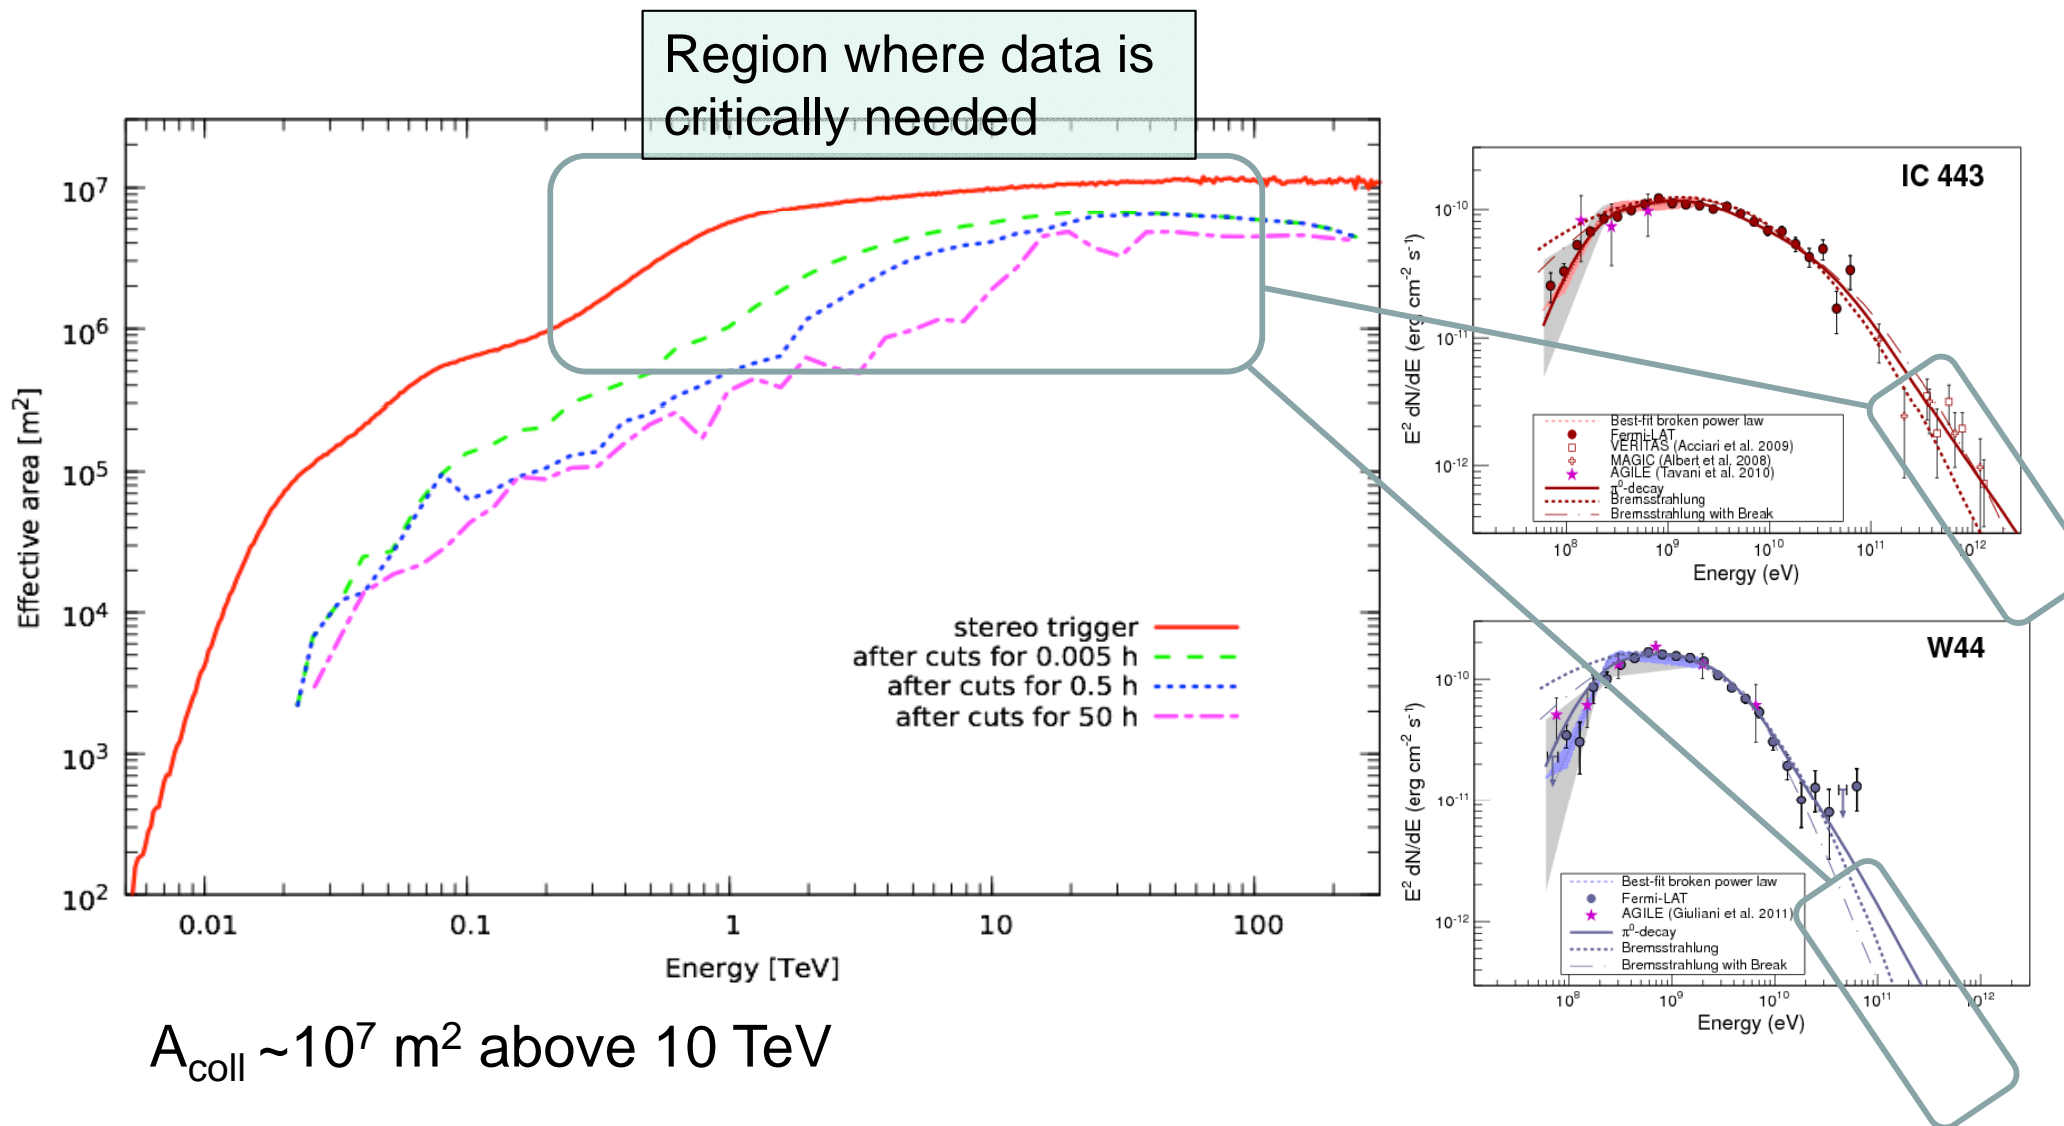 Region where data is
critically needed
Effective area [m²]
10⁷
10⁶
10⁵
10⁴
10³
10²
0.01
0.1
1
10
100
Energy [TeV]
stereo trigger
after cuts for 0.005 h
after cuts for 0.5 h
after cuts for 50 h
A_coll ~10⁷ m² above 10 TeV
IC 443
E² dN/dE (erg cm⁻² s⁻¹)
10⁻¹⁰
10⁻¹¹
10⁻¹²
Best-fit broken power law
Fermi-LAT
VERITAS (Acciari et al. 2009)
MAGIC (Albert et al. 2008)
AGILE (Tavani et al. 2010)
π⁰-decay
Bremsstrahlung
Bremsstrahlung with Break
10⁸
10⁹
10¹⁰
10¹¹
10¹²
Energy (eV)
W44
E² dN/dE (erg cm⁻² s⁻¹)
10⁻¹⁰
10⁻¹¹
10⁻¹²
Best-fit broken power law
Fermi-LAT
AGILE (Giuliani et al. 2011)
π⁰-decay
Bremsstrahlung
Bremsstrahlung with Break
10⁸
10⁹
10¹⁰
10¹¹
10¹²
Energy (eV)